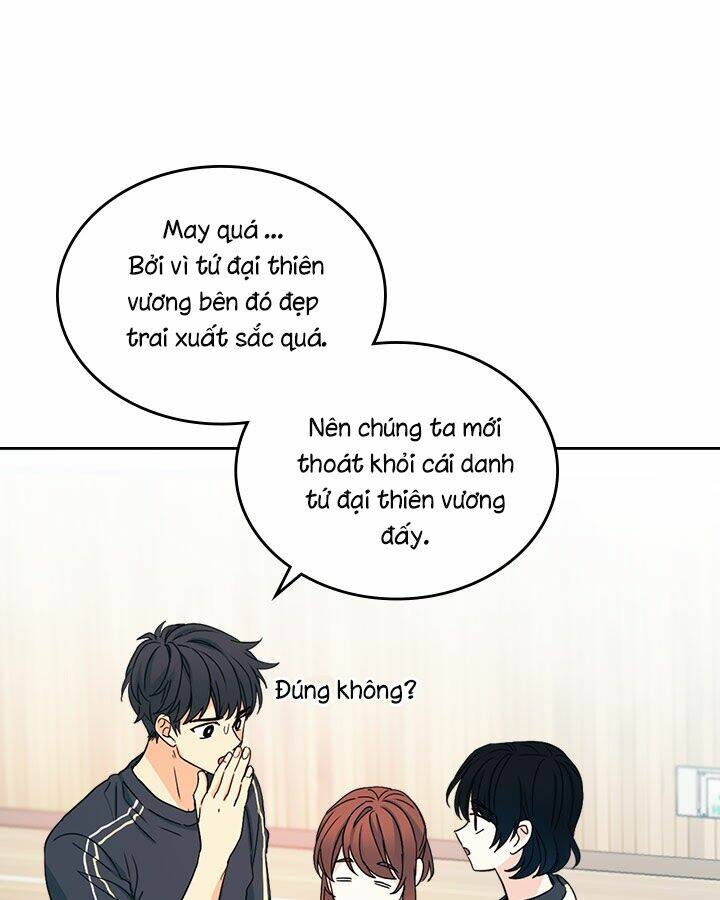 May quá ...
Bởi vì tứ đại thiên
vương bên đó đẹp
trai xuất sắc quá.
Nên chúng ta mới
thoát khỏi cái danh
tứ đại thiên vương
đấy.
Đúng không?